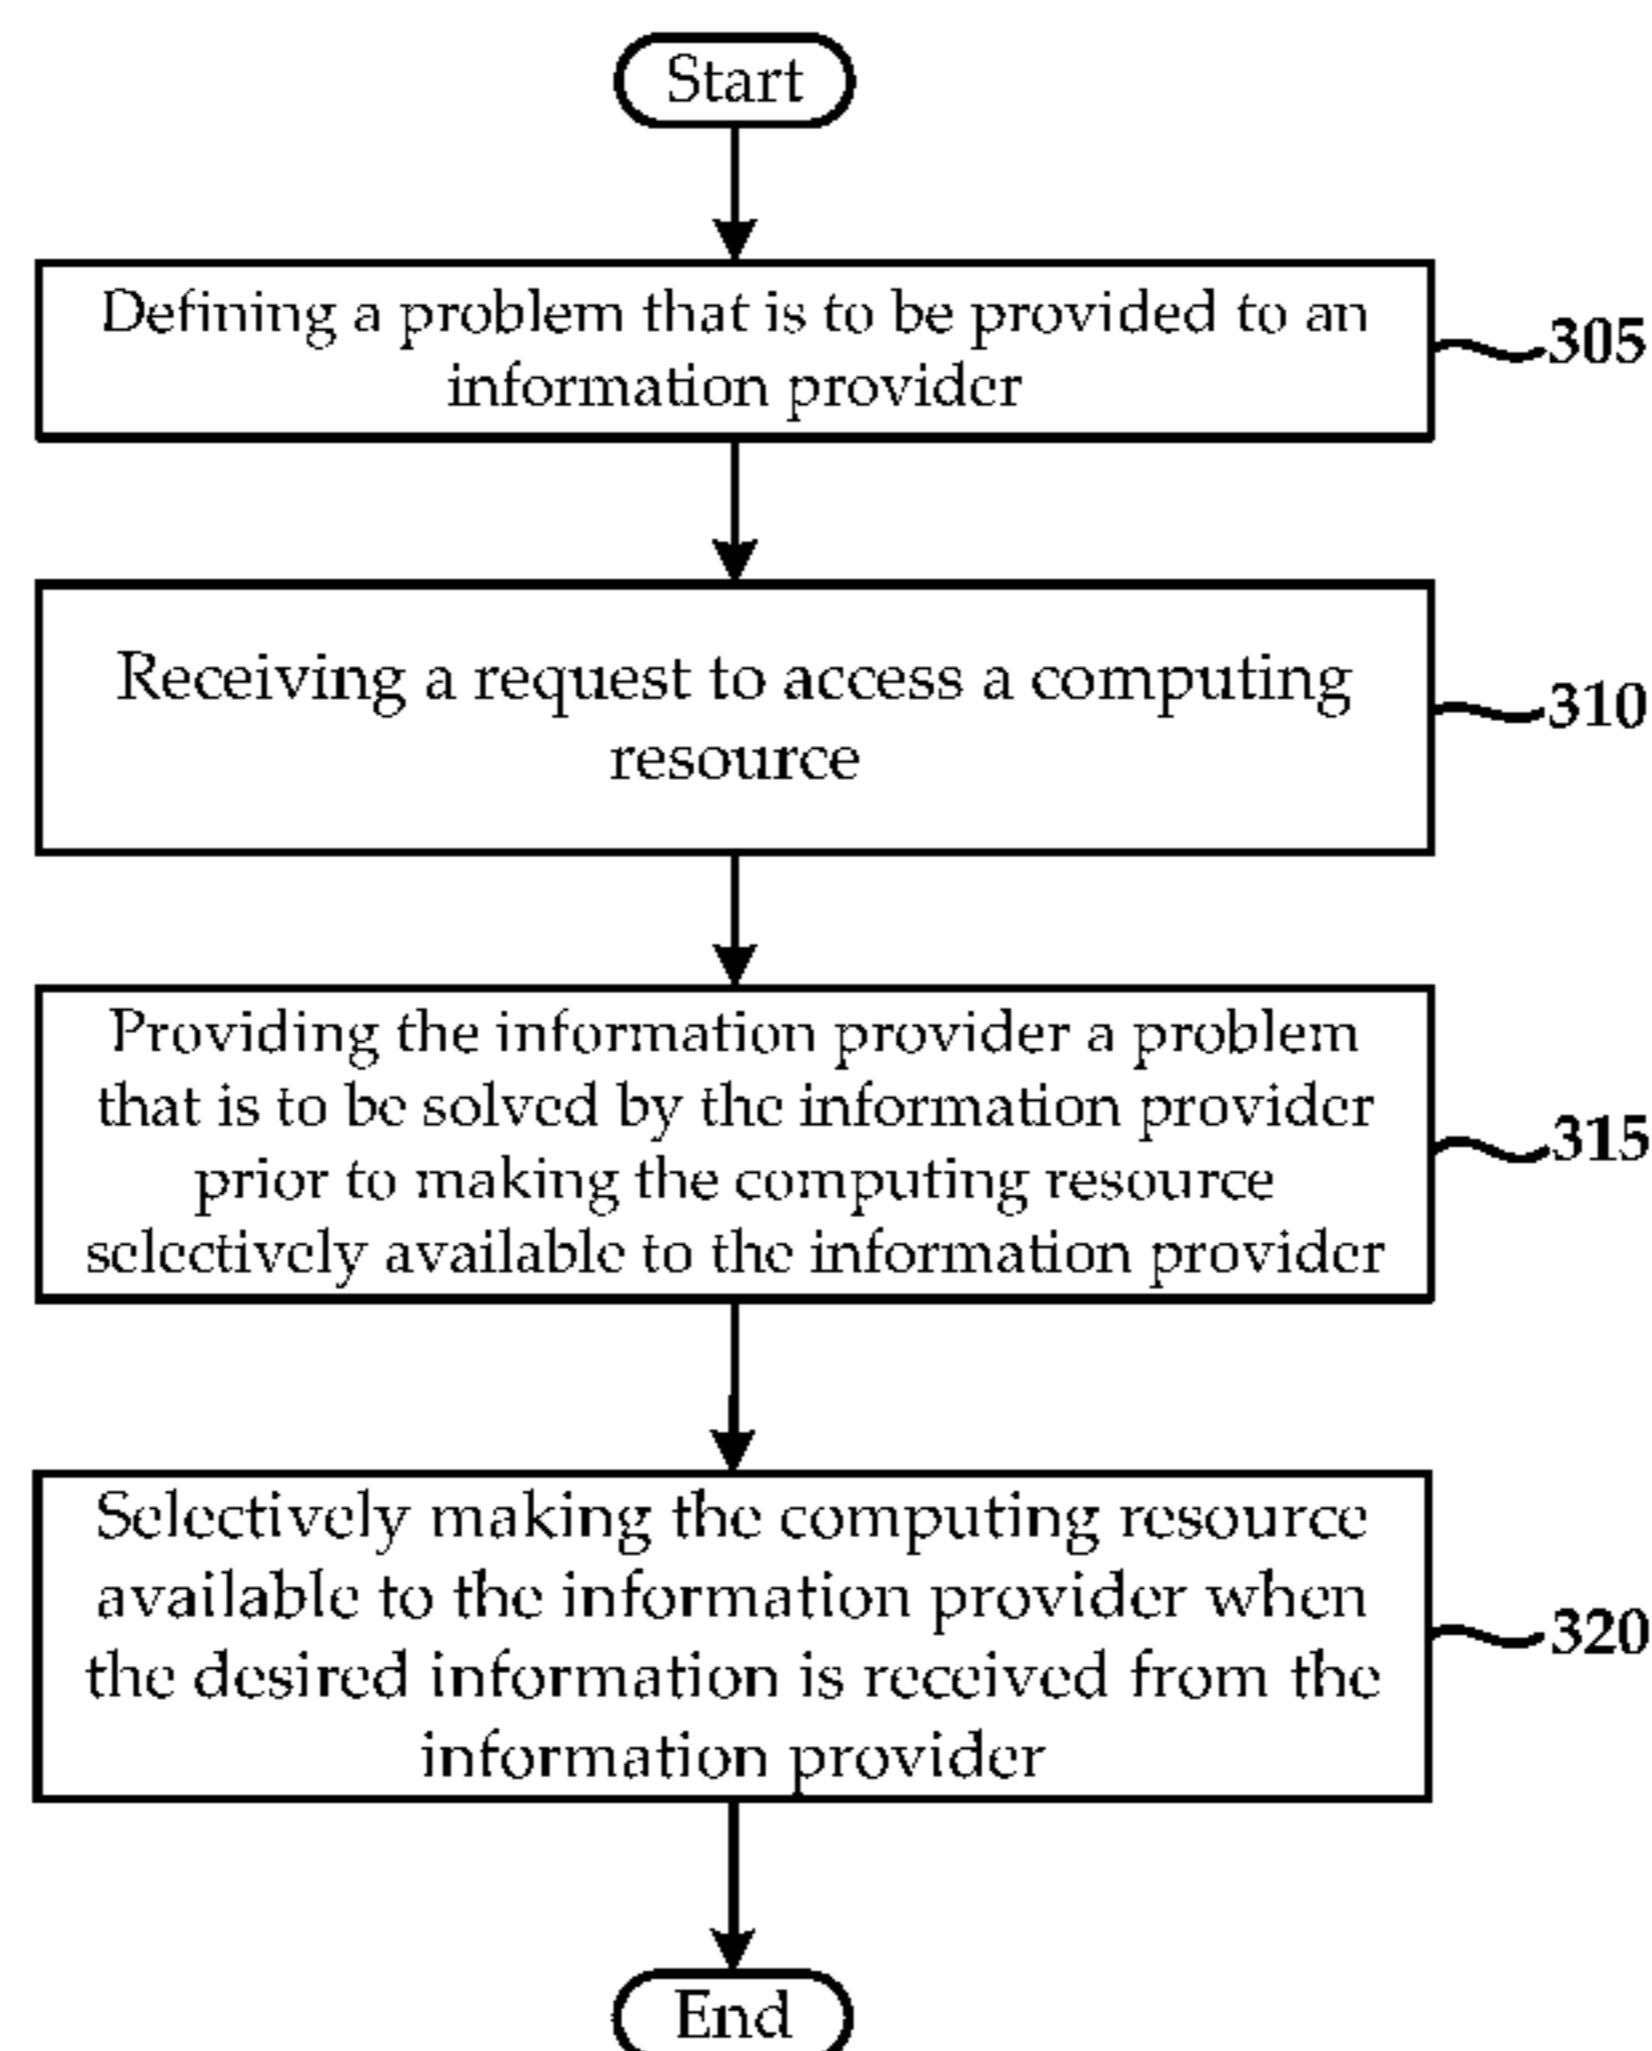 Start
Defining a problem that is to be provided to an
information provider
305
Receiving a request to access a computing
resource
310
Providing the information provider a problem
that is to be solved by the information provider
prior to making the computing resource
selectively available to the information provider
315
Selectively making the computing resource
available to the information provider when
the desired information is received from the
information provider
320
End